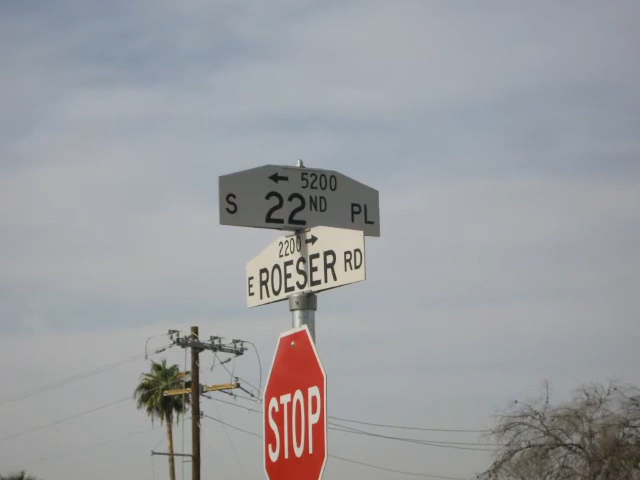 ← 5200
S 22ND PL
2200 →
E ROESER RD
STOP